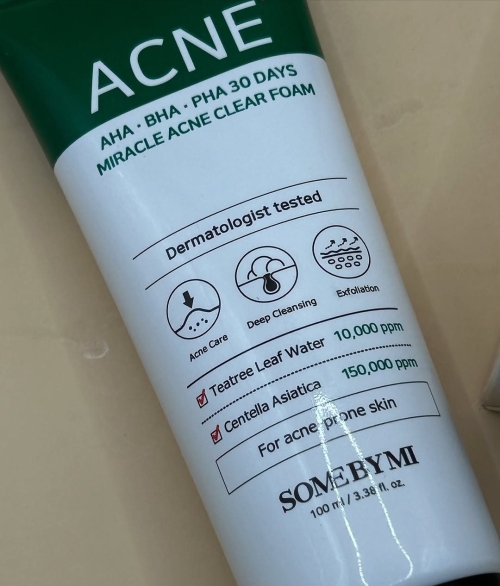 ACNE
AHA · BHA · PHA 30 DAYS
MIRACLE ACNE CLEAR FOAM
Dermatologist tested
Acne Care Deep Cleansing Exfoliation
Teatree Leaf Water 10,000 ppm
Centella Asiatica 150,000 ppm
For acne-prone skin
SOME BY MI
100 ml / 3.38 fl. oz.